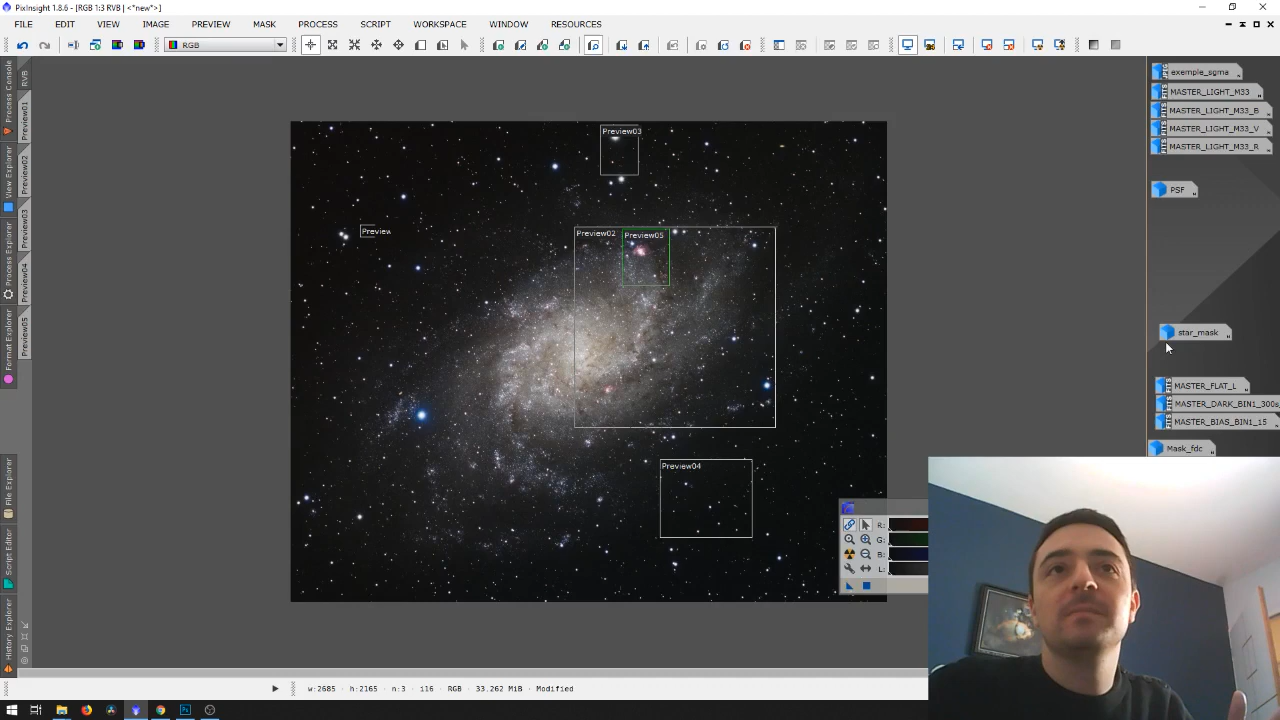 PixInsight 1.8.6 - [RGB 1:3 RVB | <*new*>]
FILE EDIT VIEW IMAGE PREVIEW MASK PROCESS SCRIPT WORKSPACE WINDOW RESOURCES
RGB
Process Console
View Explorer
Process Explorer
Format Explorer
File Explorer
Script Editor
History Explorer
RVB
Preview01
Preview02
Preview03
Preview04
Preview05
Preview03
Preview
Preview02
Preview05
Preview04
exemple_sgma
MASTER_LIGHT_M33
MASTER_LIGHT_M33_B
MASTER_LIGHT_M33_V
MASTER_LIGHT_M33_R
PSF
star_mask
MASTER_FLAT_L
MASTER_DARK_BIN1_300s
MASTER_BIAS_BIN1_15
Mask_fdc
R:
G:
B:
L:
w:2685 · h:2165 · n:3 · i16 · RGB · 33.262 MiB · Modified